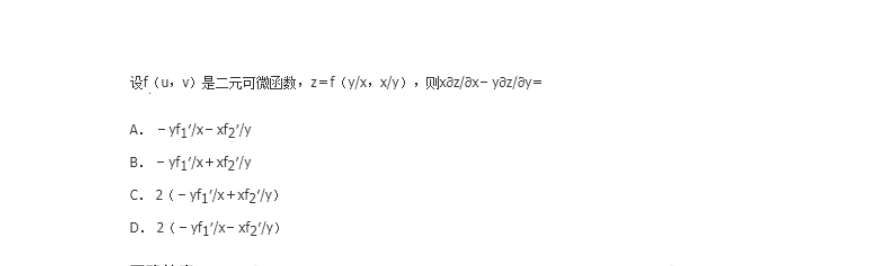 设f（u，v）是二元可微函数，z＝f（y/x，x/y），则x∂z/∂x－y∂z/∂y＝
A. －yf₁′/x－xf₂′/y
B. －yf₁′/x＋xf₂′/y
C. 2（－yf₁′/x＋xf₂′/y）
D. 2（－yf₁′/x－xf₂′/y）